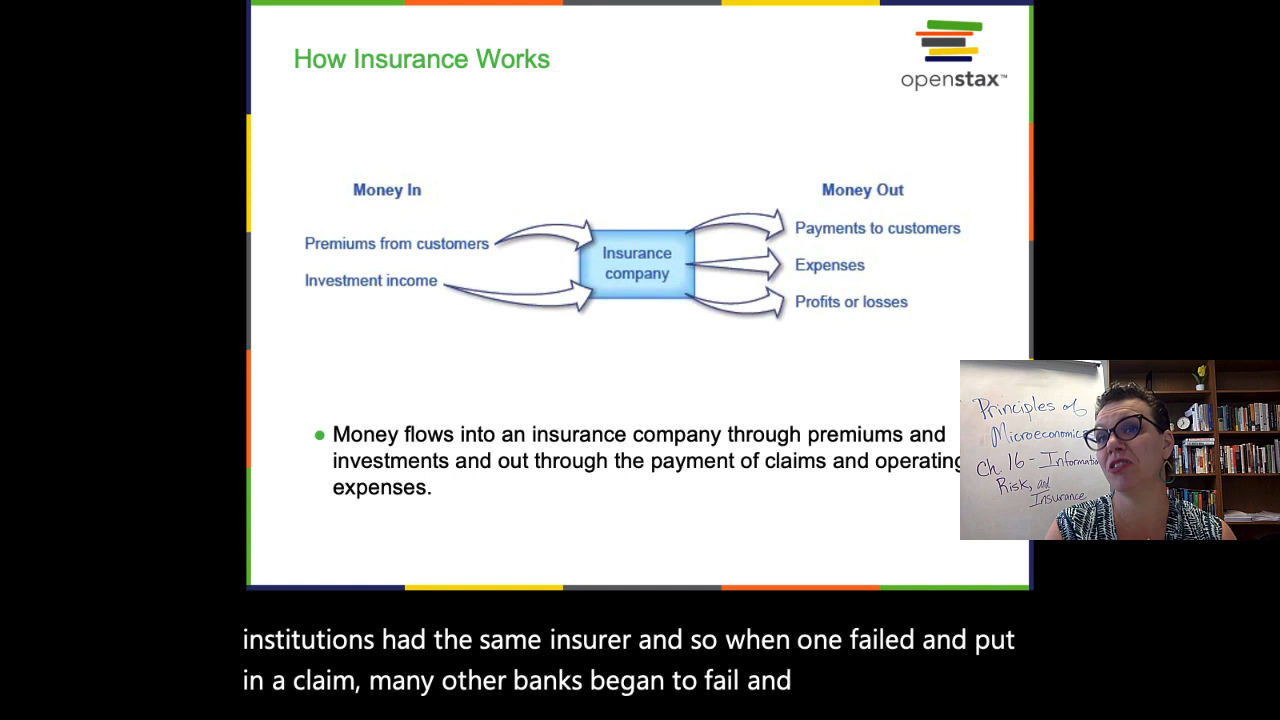 How Insurance Works
openstax™
Money In
Money Out
Premiums from customers
Investment income
Insurance
company
Payments to customers
Expenses
Profits or losses
• Money flows into an insurance company through premiums and
investments and out through the payment of claims and operating
expenses.
Principles of
Microeconomics
Ch. 16 - Information
Risk, and
Insurance
institutions had the same insurer and so when one failed and put
in a claim, many other banks began to fail and